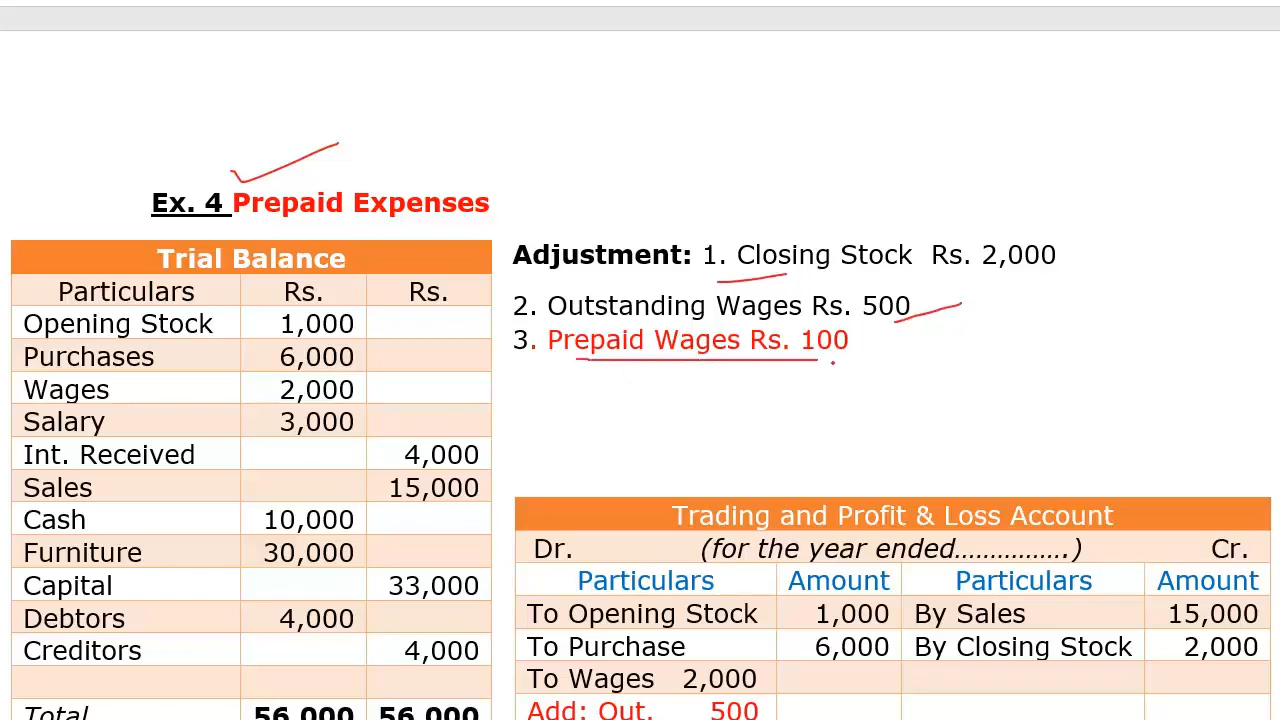 Ex. 4 Prepaid Expenses
Trial Balance
Particulars Rs. Rs.
Opening Stock 1,000
Purchases 6,000
Wages 2,000
Salary 3,000
Int. Received 4,000
Sales 15,000
Cash 10,000
Furniture 30,000
Capital 33,000
Debtors 4,000
Creditors 4,000
Total 56,000 56,000
Adjustment: 1. Closing Stock Rs. 2,000
2. Outstanding Wages Rs. 500
3. Prepaid Wages Rs. 100
Trading and Profit & Loss Account
Dr. (for the year ended...............) Cr.
Particulars Amount Particulars Amount
To Opening Stock 1,000 By Sales 15,000
To Purchase 6,000 By Closing Stock 2,000
To Wages 2,000
Add: Out. 500